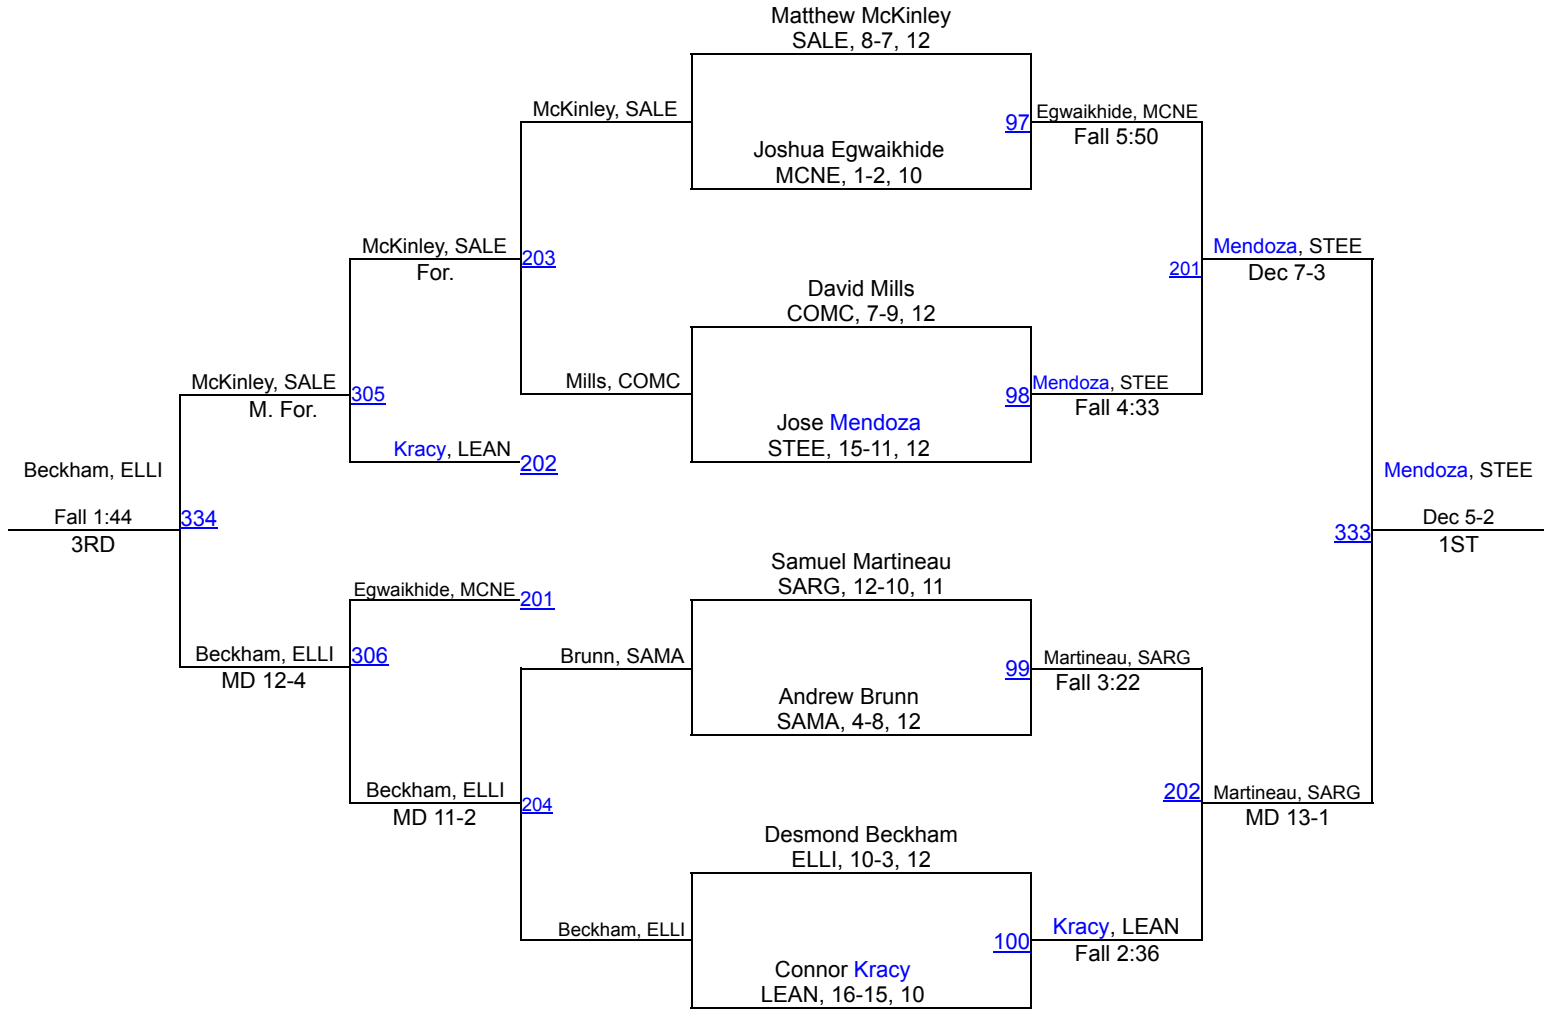 Matthew McKinley
SALE, 8-7, 12
McKinley, SALE
97
Egwaikhide, MCNE
Fall 5:50
Joshua Egwaikhide
MCNE, 1-2, 10
McKinley, SALE
For.
203
Mendoza, STEE
201
Dec 7-3
David Mills
COMC, 7-9, 12
McKinley, SALE
M. For.
305
Mills, COMC
98
Mendoza, STEE
Fall 4:33
Jose Mendoza
STEE, 15-11, 12
Kracy, LEAN
202
Beckham, ELLI
Fall 1:44
3RD
334
Mendoza, STEE
333
Dec 5-2
1ST
Samuel Martineau
SARG, 12-10, 11
Egwaikhide, MCNE
201
Beckham, ELLI
MD 12-4
306
Brunn, SAMA
99
Martineau, SARG
Fall 3:22
Andrew Brunn
SAMA, 4-8, 12
Beckham, ELLI
MD 11-2
204
202
Martineau, SARG
MD 13-1
Desmond Beckham
ELLI, 10-3, 12
Beckham, ELLI
100
Kracy, LEAN
Fall 2:36
Connor Kracy
LEAN, 16-15, 10